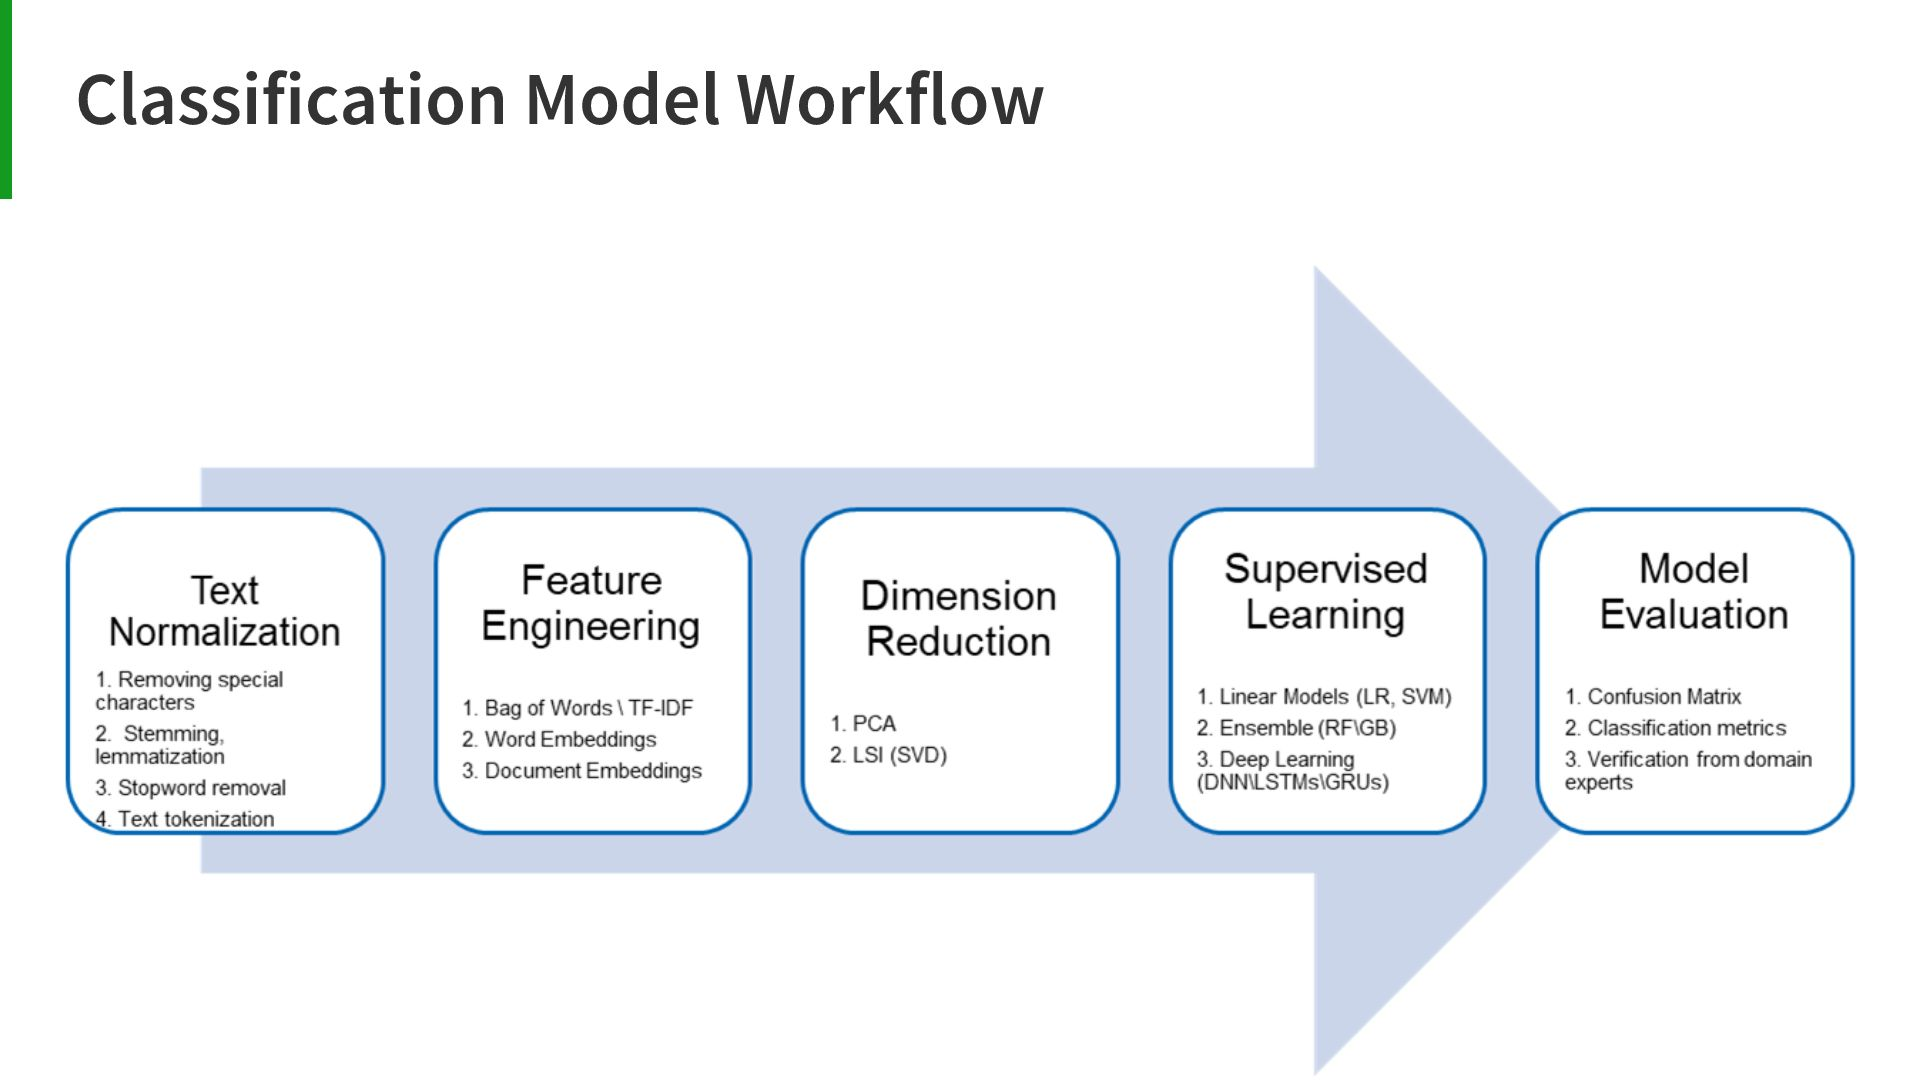 Classification Model Workflow
Text
Normalization
1. Removing special
characters
2. Stemming,
lemmatization
3. Stopword removal
4. Text tokenization
Feature
Engineering
1. Bag of Words \ TF-IDF
2. Word Embeddings
3. Document Embeddings
Dimension
Reduction
1. PCA
2. LSI (SVD)
Supervised
Learning
1. Linear Models (LR, SVM)
2. Ensemble (RF\GB)
3. Deep Learning
(DNN\LSTMs\GRUs)
Model
Evaluation
1. Confusion Matrix
2. Classification metrics
3. Verification from domain
experts